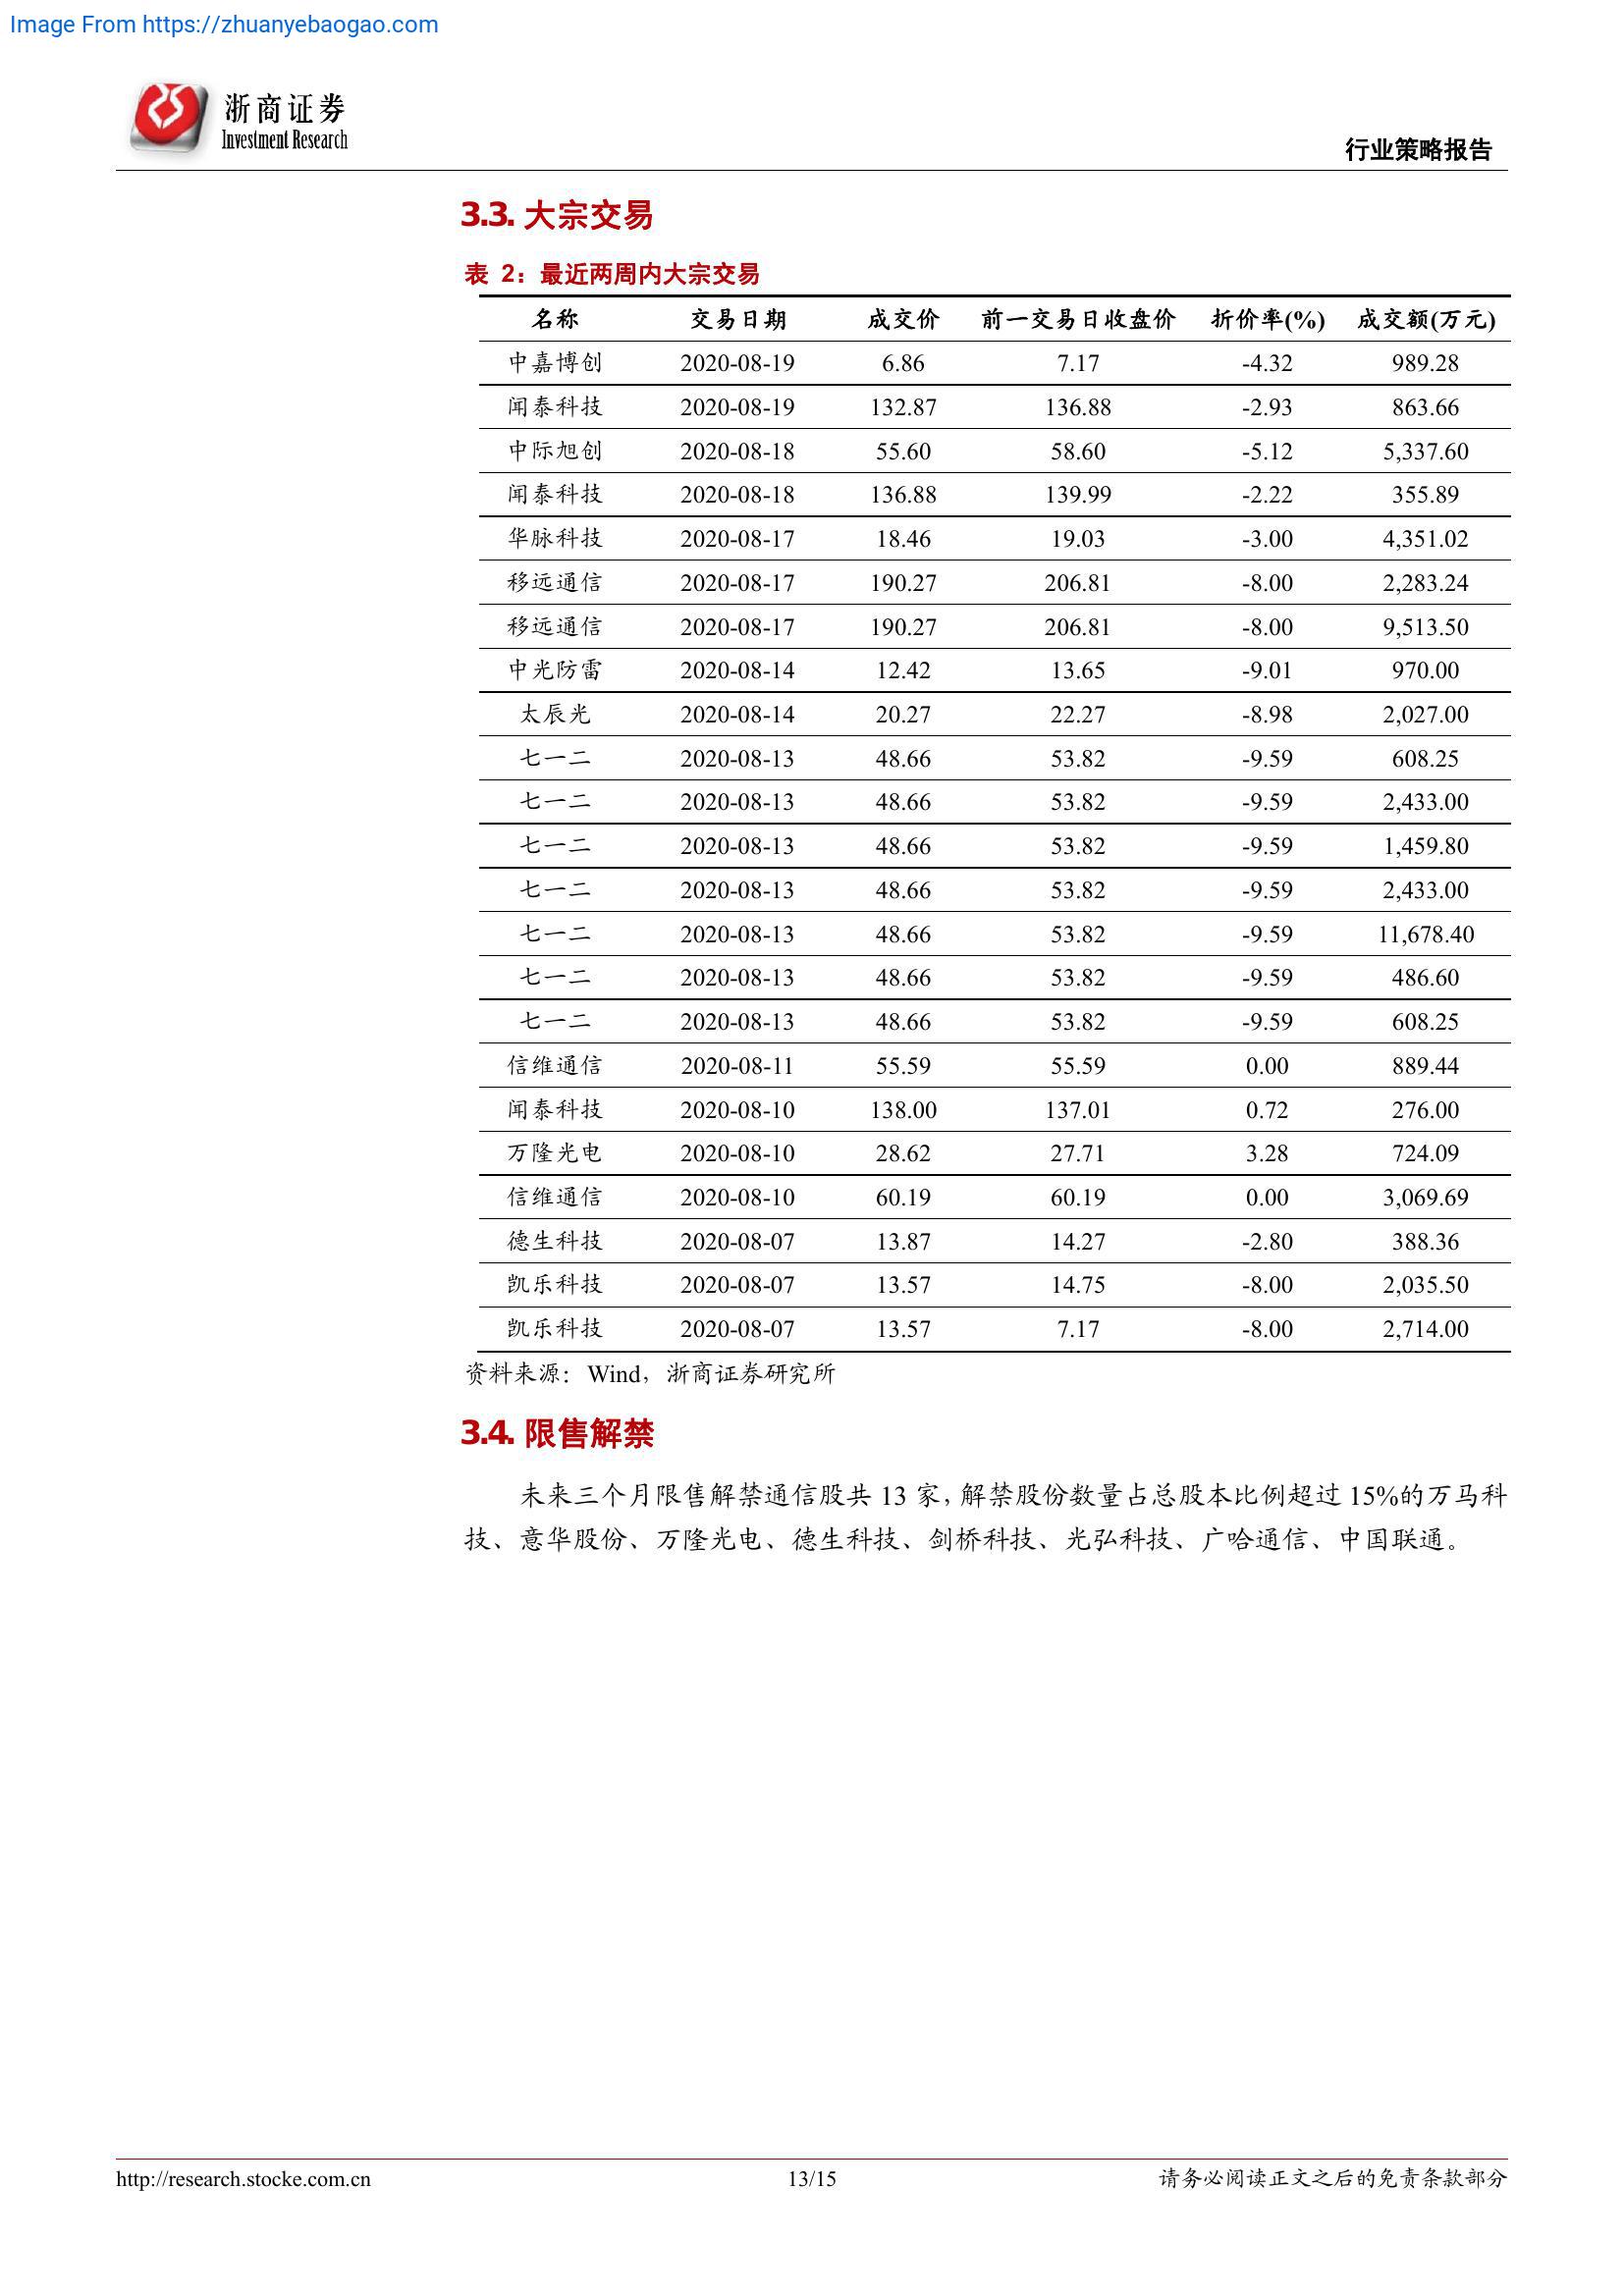 Image From https://zhuanyebaogao.com
浙商证券
Investment Research
行业策略报告
3.3. 大宗交易
表 2：最近两周内大宗交易
名称 交易日期 成交价 前一交易日收盘价 折价率(%) 成交额(万元)
中嘉博创 2020-08-19 6.86 7.17 -4.32 989.28
闻泰科技 2020-08-19 132.87 136.88 -2.93 863.66
中际旭创 2020-08-18 55.60 58.60 -5.12 5,337.60
闻泰科技 2020-08-18 136.88 139.99 -2.22 355.89
华脉科技 2020-08-17 18.46 19.03 -3.00 4,351.02
移远通信 2020-08-17 190.27 206.81 -8.00 2,283.24
移远通信 2020-08-17 190.27 206.81 -8.00 9,513.50
中光防雷 2020-08-14 12.42 13.65 -9.01 970.00
太辰光 2020-08-14 20.27 22.27 -8.98 2,027.00
七一二 2020-08-13 48.66 53.82 -9.59 608.25
七一二 2020-08-13 48.66 53.82 -9.59 2,433.00
七一二 2020-08-13 48.66 53.82 -9.59 1,459.80
七一二 2020-08-13 48.66 53.82 -9.59 2,433.00
七一二 2020-08-13 48.66 53.82 -9.59 11,678.40
七一二 2020-08-13 48.66 53.82 -9.59 486.60
七一二 2020-08-13 48.66 53.82 -9.59 608.25
信维通信 2020-08-11 55.59 55.59 0.00 889.44
闻泰科技 2020-08-10 138.00 137.01 0.72 276.00
万隆光电 2020-08-10 28.62 27.71 3.28 724.09
信维通信 2020-08-10 60.19 60.19 0.00 3,069.69
德生科技 2020-08-07 13.87 14.27 -2.80 388.36
凯乐科技 2020-08-07 13.57 14.75 -8.00 2,035.50
凯乐科技 2020-08-07 13.57 7.17 -8.00 2,714.00
资料来源：Wind，浙商证券研究所
3.4. 限售解禁
未来三个月限售解禁通信股共 13 家，解禁股份数量占总股本比例超过 15%的万马科
技、意华股份、万隆光电、德生科技、剑桥科技、光弘科技、广哈通信、中国联通。
http://research.stocke.com.cn 13/15 请务必阅读正文之后的免责条款部分